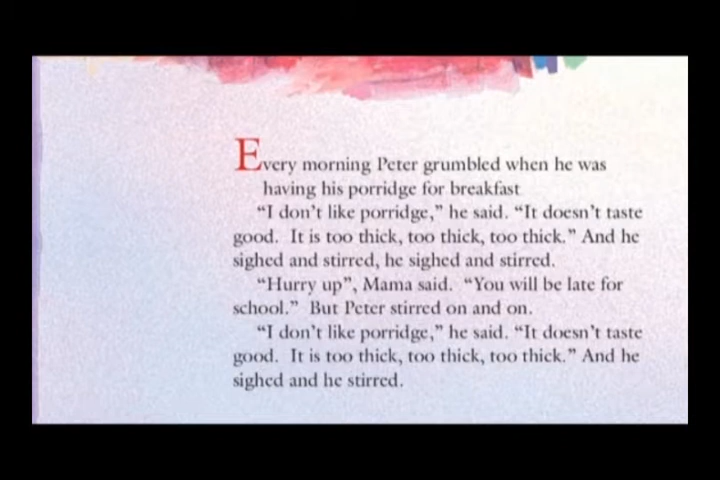 Every morning Peter grumbled when he was
having his porridge for breakfast
“I don’t like porridge,” he said. “It doesn’t taste
good. It is too thick, too thick, too thick.” And he
sighed and stirred, he sighed and stirred.
“Hurry up”, Mama said. “You will be late for
school.” But Peter stirred on and on.
“I don’t like porridge,” he said. “It doesn’t taste
good. It is too thick, too thick, too thick.” And he
sighed and he stirred.